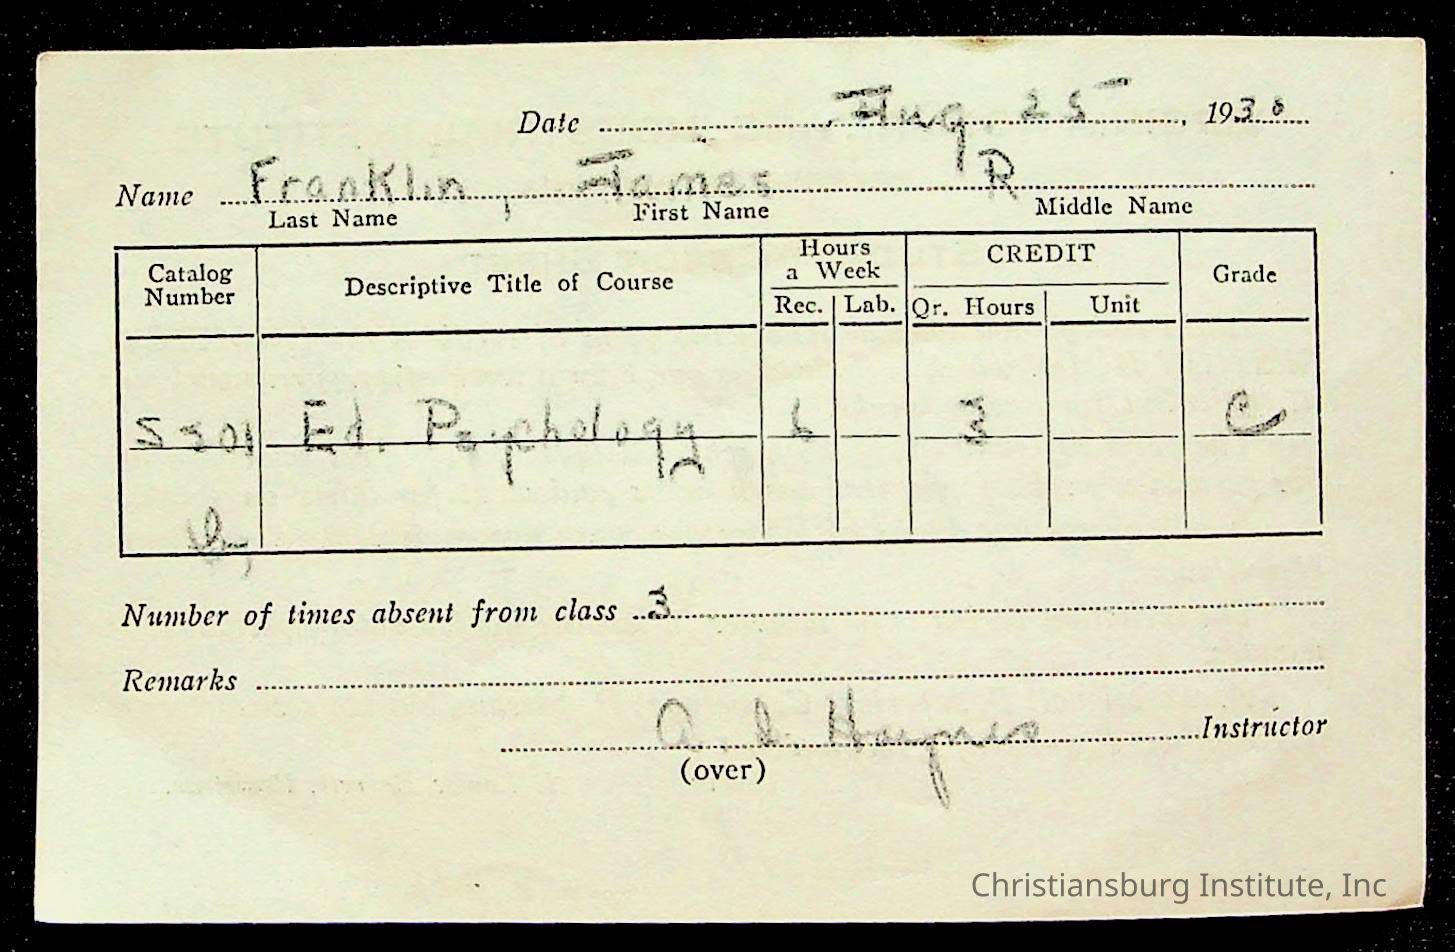 Date Aug. 25, 193
Name Franklin, James R
Last Name First Name Middle Name
Catalog Number Descriptive Title of Course Hours a Week Rec. Lab. CREDIT Qr. Hours Unit Grade
S301 Ed. Psychology 6 3 C
b,
Number of times absent from class 3
Remarks
Haynes Instructor
(over)
Christiansburg Institute, Inc